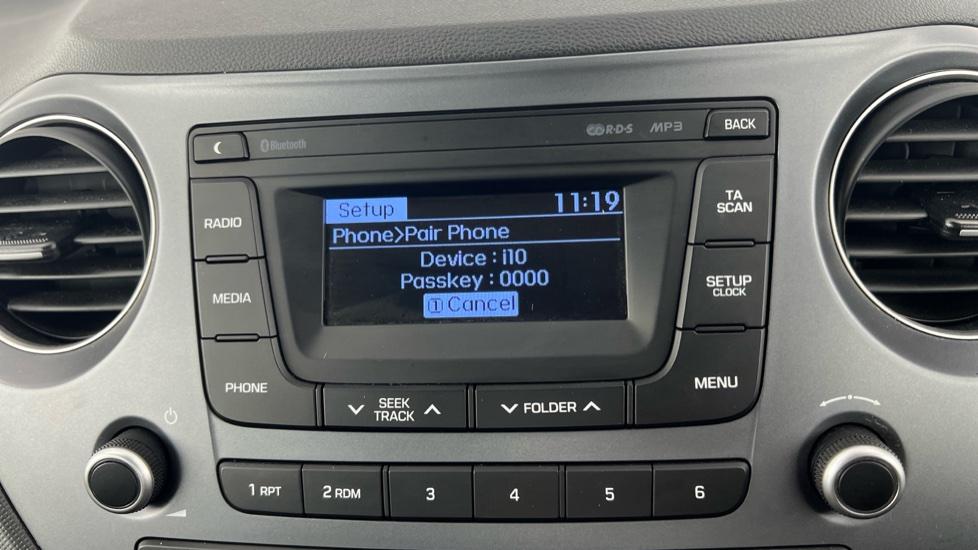 Bluetooth
R·D·S MP3
BACK
RADIO
MEDIA
PHONE
Setup 11:19
Phone>Pair Phone
Device : i10
Passkey : 0000
1 Cancel
TA
SCAN
SETUP
CLOCK
MENU
SEEK
TRACK
FOLDER
1 RPT
2 RDM
3
4
5
6